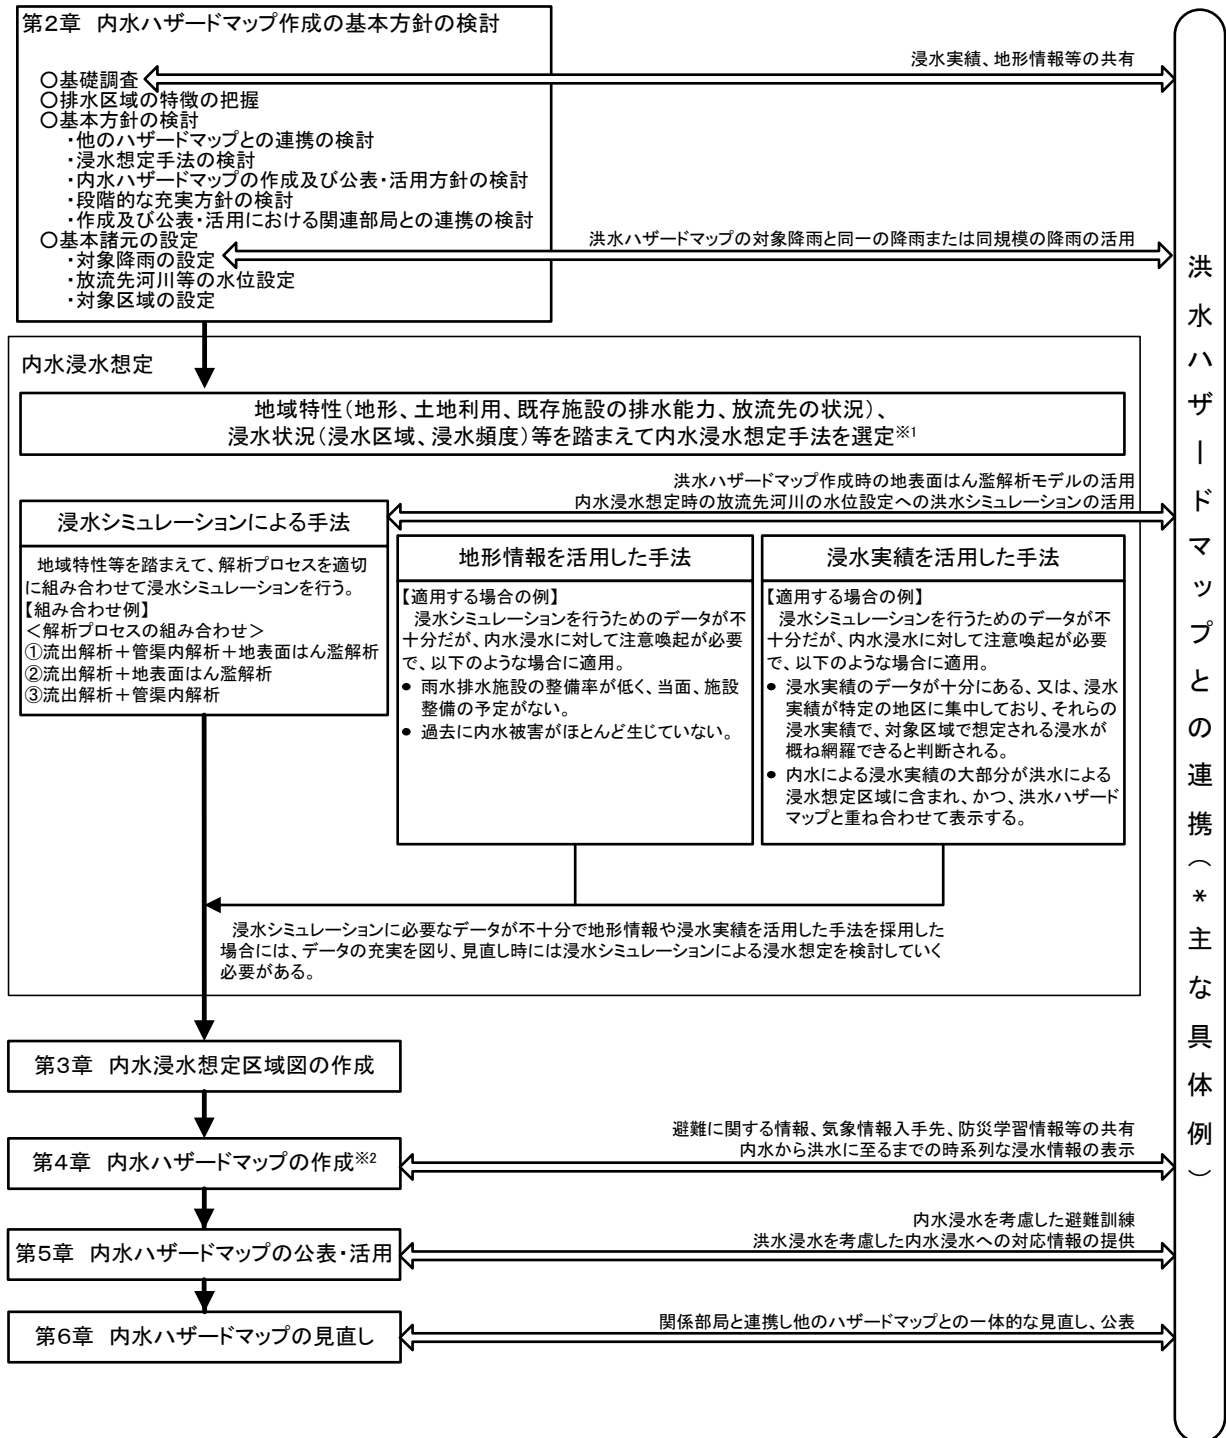 第2章 内水ハザードマップ作成の基本方針の検討
○基礎調査
○排水区域の特徴の把握
○基本方針の検討
・他のハザードマップとの連携の検討
・浸水想定手法の検討
・内水ハザードマップの作成及び公表・活用方針の検討
・段階的な充実方針の検討
・作成及び公表・活用における関連部局との連携の検討
○基本諸元の設定
・対象降雨の設定
・放流先河川等の水位設定
・対象区域の設定
浸水実績、地形情報等の共有
洪水ハザードマップの対象降雨と同一の降雨または同規模の降雨の活用
内水浸水想定
地域特性(地形、土地利用、既存施設の排水能力、放流先の状況)、
浸水状況(浸水区域、浸水頻度)等を踏まえて内水浸水想定手法を選定※1
洪水ハザードマップ作成時の地表面はん濫解析モデルの活用
内水浸水想定時の放流先河川の水位設定への洪水シミュレーションの活用
浸水シミュレーションによる手法
地域特性等を踏まえて、解析プロセスを適切
に組み合わせて浸水シミュレーションを行う。
【組み合わせ例】
<解析プロセスの組み合わせ>
①流出解析+管渠内解析+地表面はん濫解析
②流出解析+地表面はん濫解析
③流出解析+管渠内解析
地形情報を活用した手法
【適用する場合の例】
浸水シミュレーションを行うためのデータが不
十分だが、内水浸水に対して注意喚起が必要
で、以下のような場合に適用。
● 雨水排水施設の整備率が低く、当面、施設
整備の予定がない。
● 過去に内水被害がほとんど生じていない。
浸水実績を活用した手法
【適用する場合の例】
浸水シミュレーションを行うためのデータが不
十分だが、内水浸水に対して注意喚起が必要
で、以下のような場合に適用。
● 浸水実績のデータが十分にある、又は、浸水
実績が特定の地区に集中しており、それらの
浸水実績で、対象区域で想定される浸水が
概ね網羅できると判断される。
● 内水による浸水実績の大部分が洪水による
浸水想定区域に含まれ、かつ、洪水ハザード
マップと重ね合わせて表示する。
浸水シミュレーションに必要なデータが不十分で地形情報や浸水実績を活用した手法を採用した
場合には、データの充実を図り、見直し時には浸水シミュレーションによる浸水想定を検討していく
必要がある。
第3章 内水浸水想定区域図の作成
第4章 内水ハザードマップの作成※2
避難に関する情報、気象情報入手先、防災学習情報等の共有
内水から洪水に至るまでの時系列な浸水情報の表示
第5章 内水ハザードマップの公表・活用
内水浸水を考慮した避難訓練
洪水浸水を考慮した内水浸水への対応情報の提供
第6章 内水ハザードマップの見直し
関係部局と連携し他のハザードマップとの一体的な見直し、公表
洪水ハザードマップとの連携(*主な具体例)